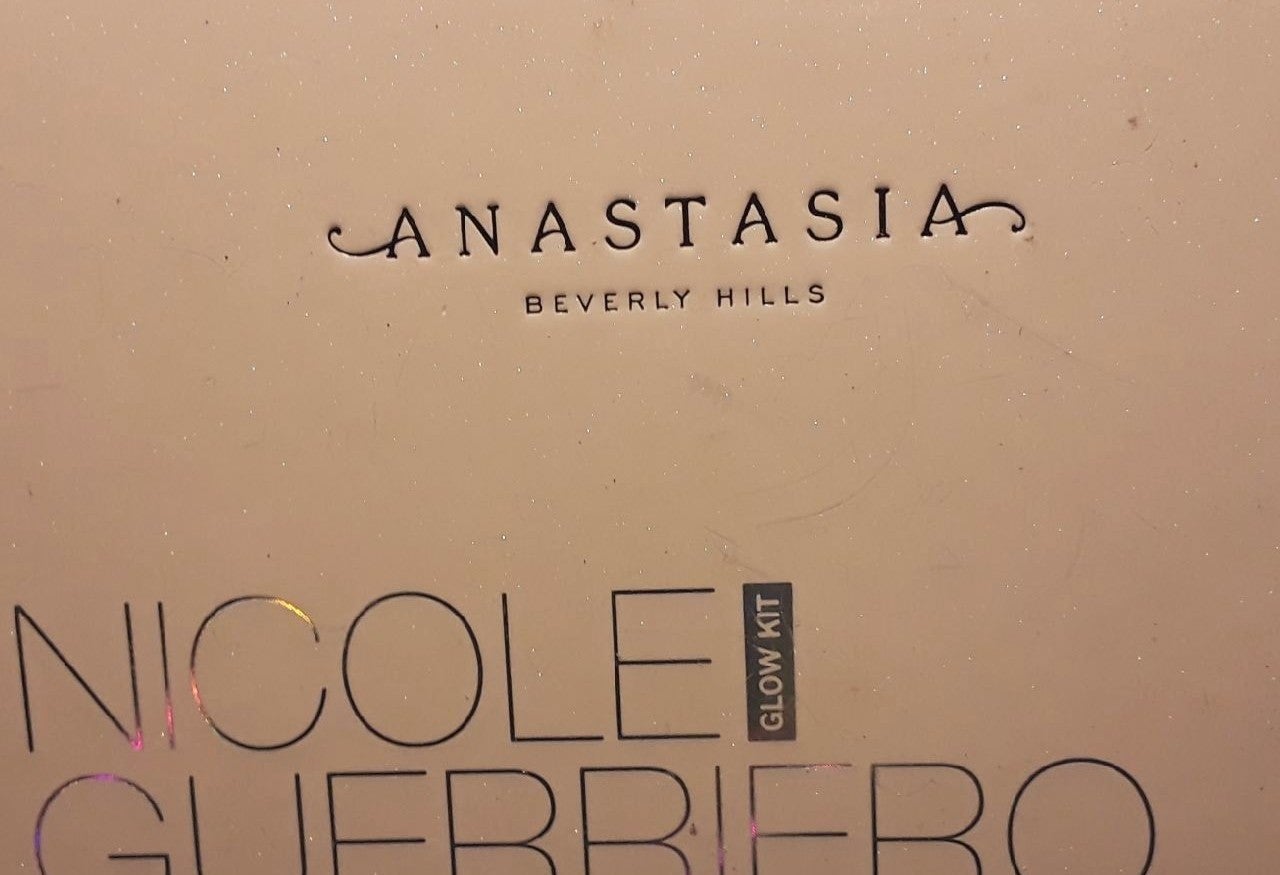 ANASTASIA
BEVERLY HILLS
NICOLE
GLOW KIT
GUERRIERO